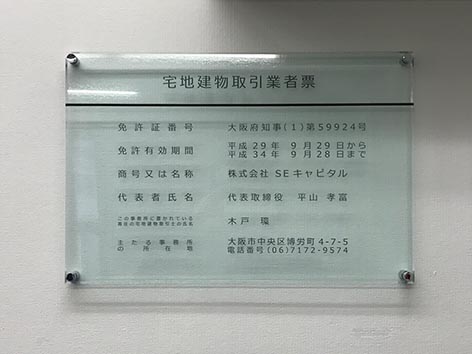 宅地建物取引業者票
免許証番号 大阪府知事(1)第59924号
免許有効期間 平成29年 9月29日から
平成34年 9月28日まで
商号又は名称 株式会社 SEキャピタル
代表者氏名 代表取締役 平山 孝富
この事務所に置かれている
専任の宅地建物取引士の氏名 木戸 環
主たる事務所
の所在地 大阪市中央区博労町4-7-5
電話番号(06)7172-9574